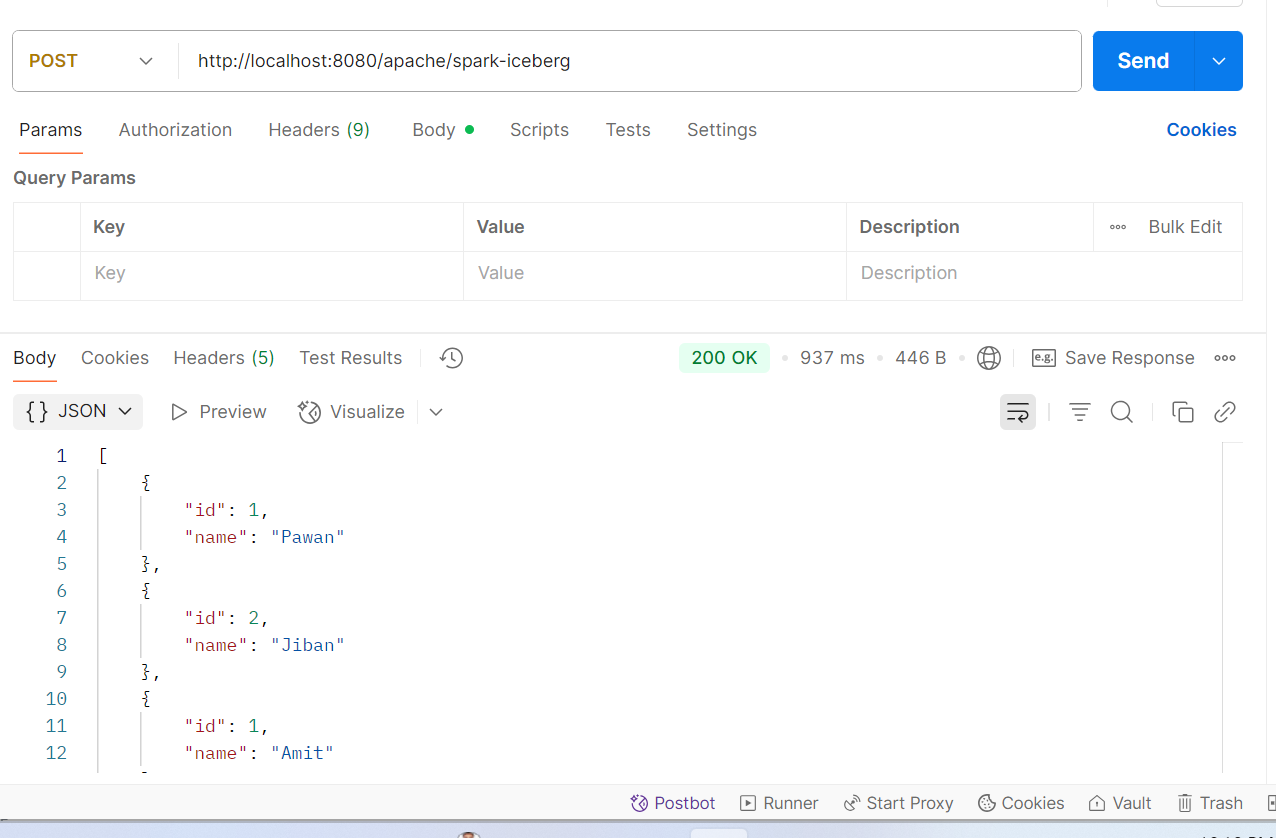 POST http://localhost:8080/apache/spark-iceberg Send
Params Authorization Headers (9) Body Scripts Tests Settings Cookies
Query Params
Key Value Description Bulk Edit
Key Value Description
Body Cookies Headers (5) Test Results 200 OK 937 ms 446 B e.g. Save Response
{} JSON Preview Visualize
1 [
2 {
3 "id": 1,
4 "name": "Pawan"
5 },
6 {
7 "id": 2,
8 "name": "Jiban"
9 },
10 {
11 "id": 1,
12 "name": "Amit"
Postbot Runner Start Proxy Cookies Vault Trash